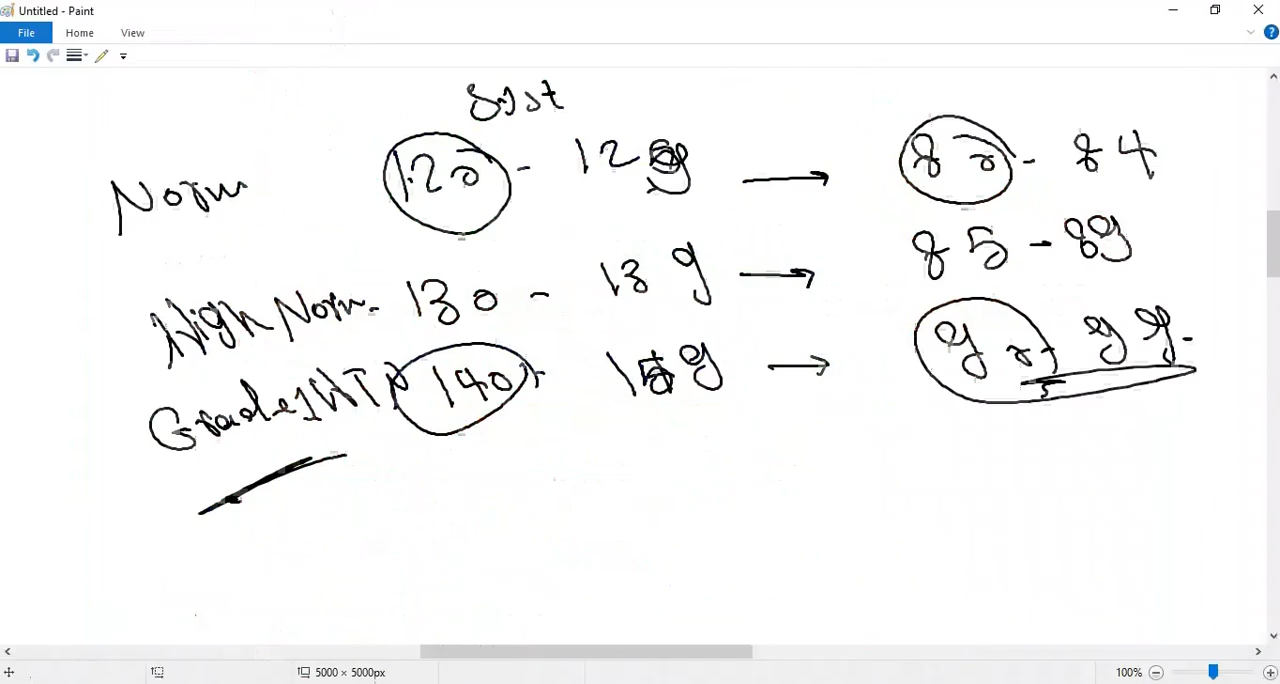 Untitled - Paint
File Home View
Syst
Norm 120 - 129 → 80 - 84
High Norm. 130 - 139 → 85 - 89
Grade 1 HTN 140 - 159 → 90 - 99.
5000 × 5000px 100%